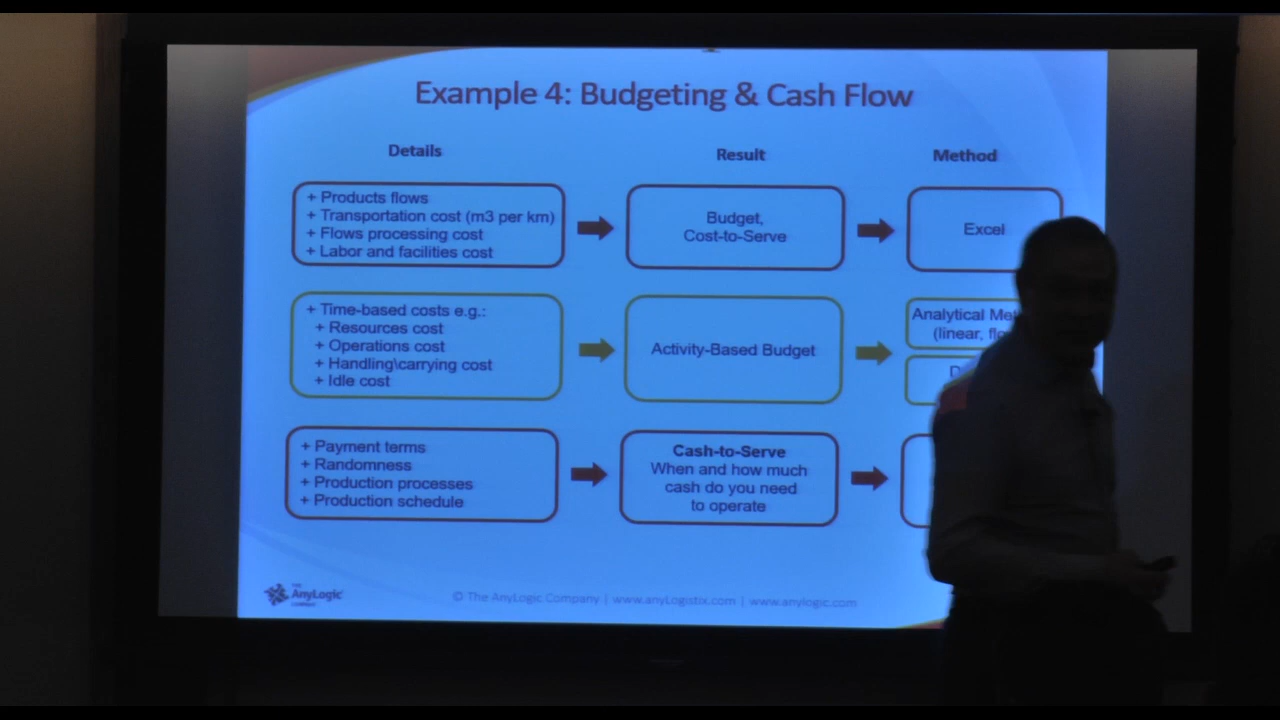 Example 4: Budgeting & Cash Flow
Details
Result
Method
+ Products flows
+ Transportation cost (m3 per km)
+ Flows processing cost
+ Labor and facilities cost
Budget,
Cost-to-Serve
Excel
+ Time-based costs e.g.:
+ Resources cost
+ Operations cost
+ Handling\carrying cost
+ Idle cost
Activity-Based Budget
Analytical
(linear,
+ Payment terms
+ Randomness
+ Production processes
+ Production schedule
Cash-to-Serve
When and how much
cash do you need
to operate
THE
AnyLogic
COMPANY
© The AnyLogic Company | www.anyLogistix.com | www.anylogic.com